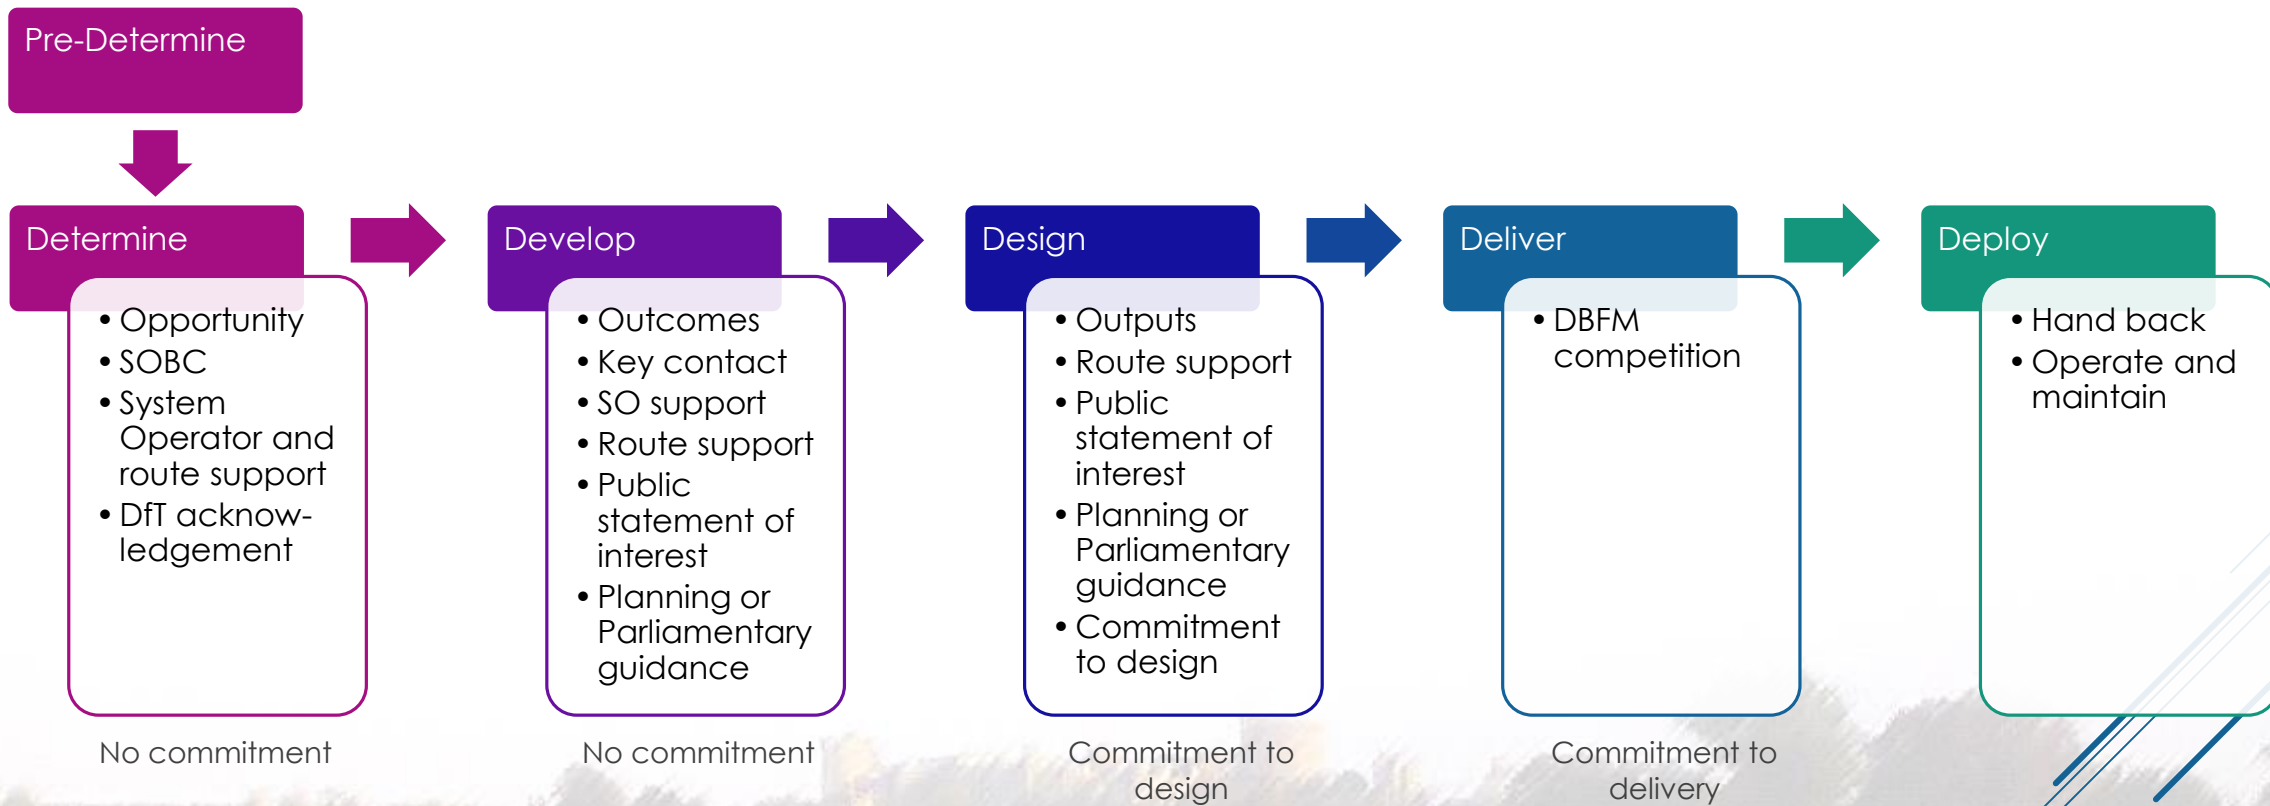 Pre-Determine
Determine
• Opportunity
• SOBC
• System
Operator and
route support
• DfT acknow-
ledgement
No commitment
Develop
• Outcomes
• Key contact
• SO support
• Route support
• Public
statement of
interest
• Planning or
Parliamentary
guidance
No commitment
Design
• Outputs
• Route support
• Public
statement of
interest
• Planning or
Parliamentary
guidance
• Commitment
to design
Commitment to
design
Deliver
• DBFM
competition
Commitment to
delivery
Deploy
• Hand back
• Operate and
maintain